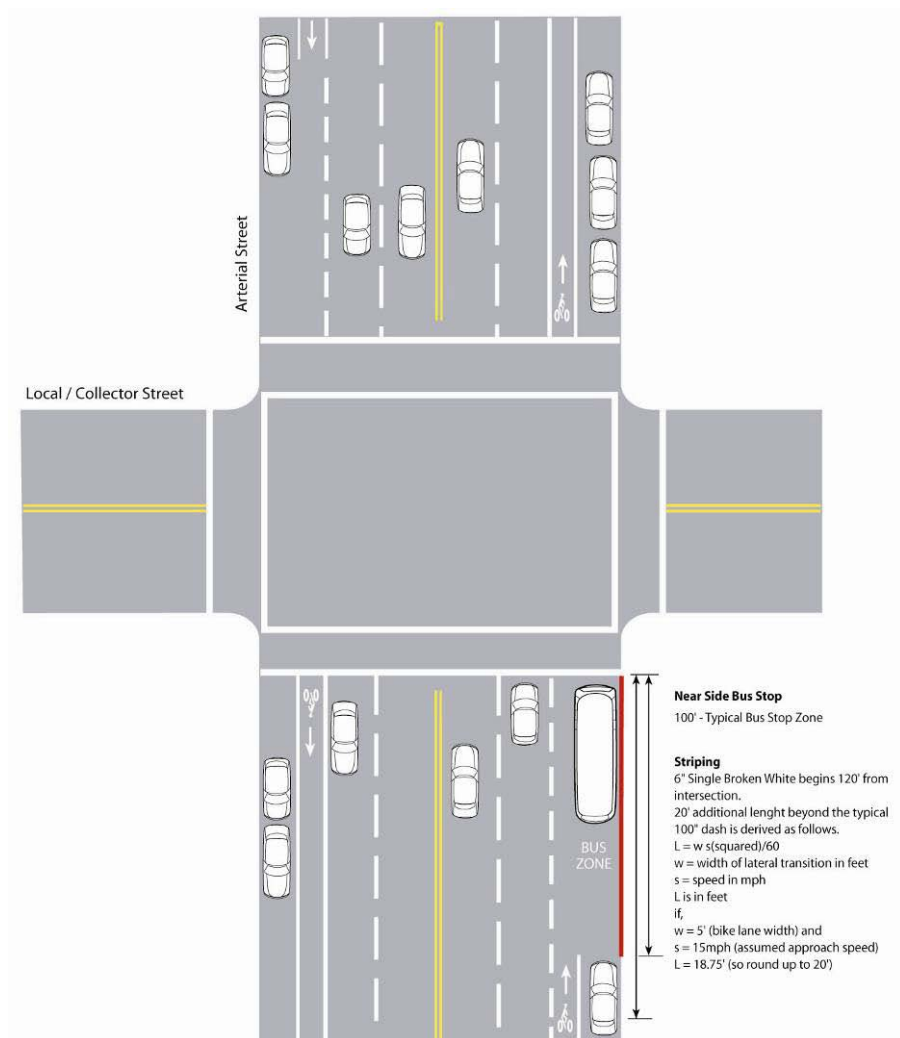 Arterial Street
Local / Collector Street
Near Side Bus Stop
100' - Typical Bus Stop Zone
Striping
6" Single Broken White begins 120' from
intersection.
20' additional lenght beyond the typical
100" dash is derived as follows.
L = w s(squared)/60
w = width of lateral transition in feet
s = speed in mph
L is in feet
if,
w = 5' (bike lane width) and
s = 15mph (assumed approach speed)
L = 18.75' (so round up to 20')
BUS
ZONE